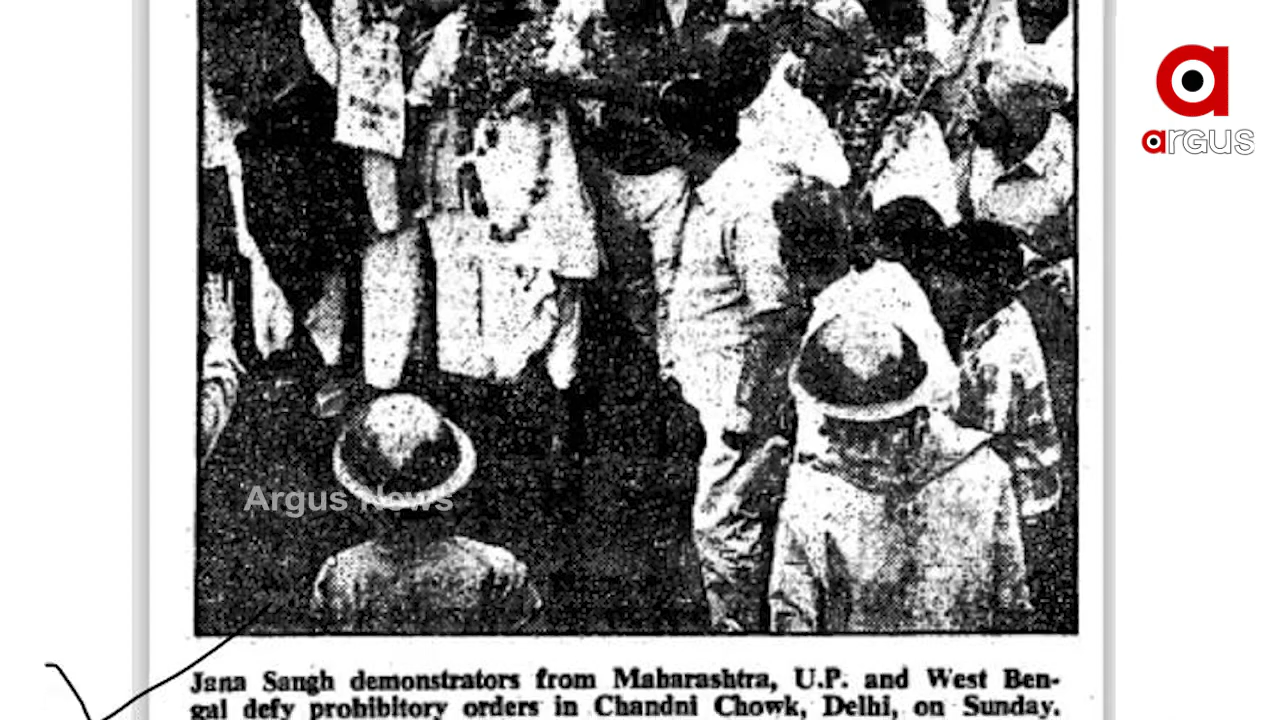 argus
Argus News
Jana Sangh demonstrators from Maharashtra, U.P. and West Ben-
gal defy prohibitory orders in Chandni Chowk, Delhi, on Sunday.